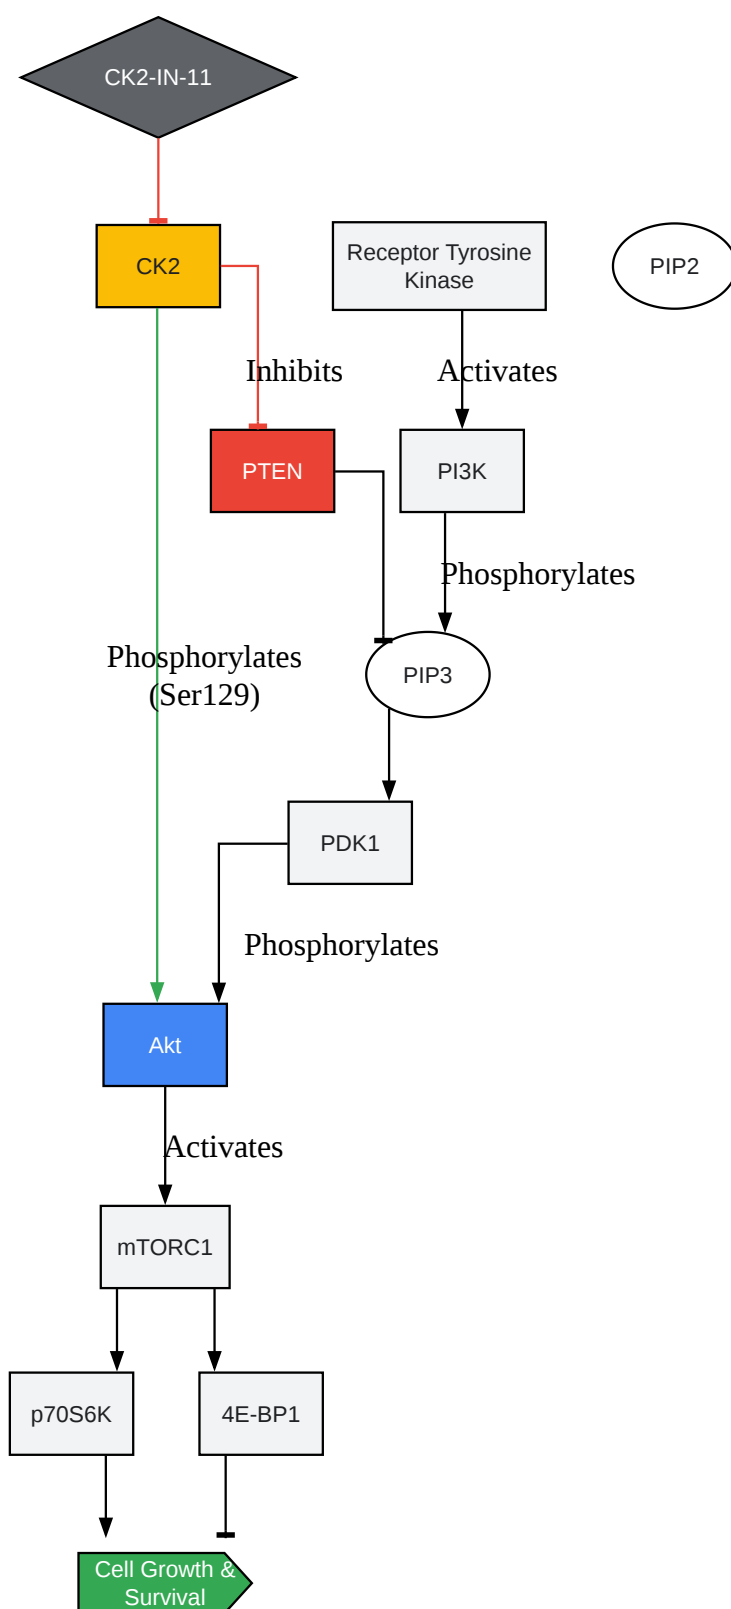 CK2-IN-11
CK2
Receptor Tyrosine
Kinase
PIP2
Inhibits
Activates
PTEN
PI3K
Phosphorylates
Phosphorylates
(Ser129)
PIP3
PDK1
Phosphorylates
Akt
Activates
mTORC1
p70S6K
4E-BP1
Cell Growth &
Survival